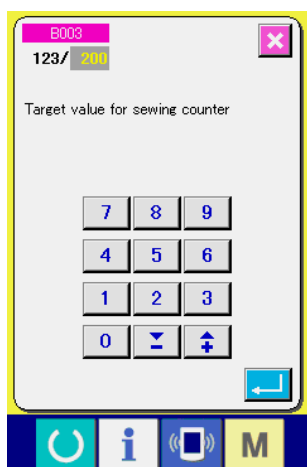 B003
123/ 200
Target value for sewing counter
7 8 9
4 5 6
1 2 3
0
i M